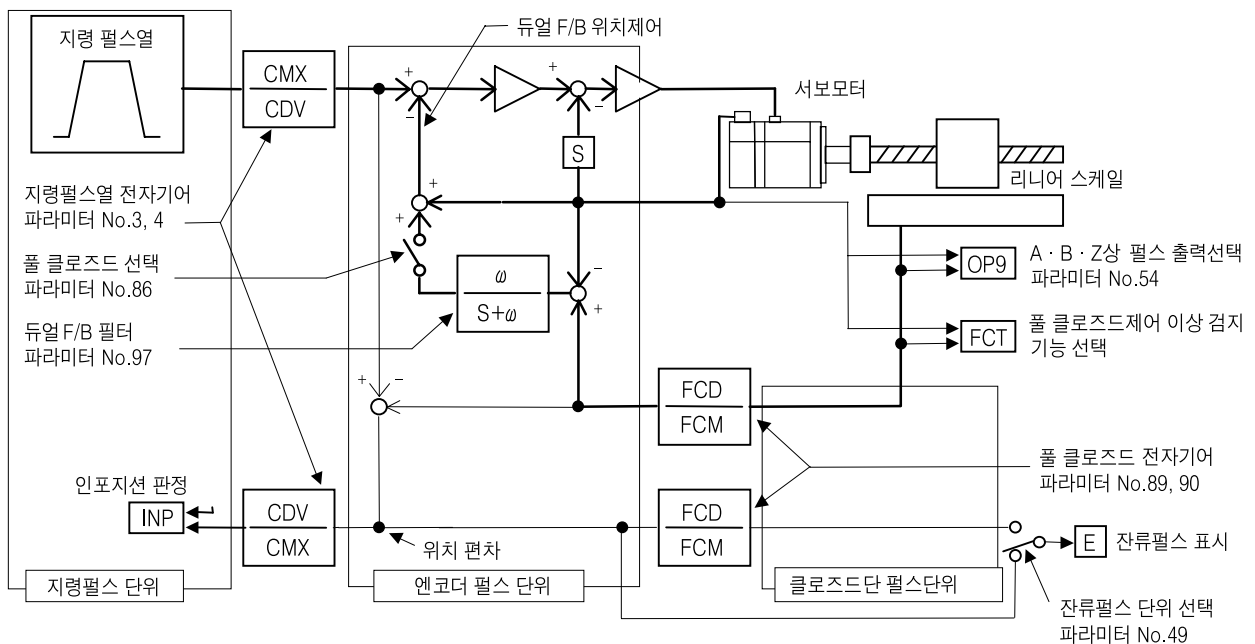 지령 펄스열
듀얼 F/B 위치제어
CMX
CDV
+
−
+
−
서보모터
S
리니어 스케일
지령펄스열 전자기어
파라미터 No.3, 4
+
+
풀 클로즈드 선택
파라미터 No.86
ω
S+ω
−
+
OP9
A · B · Z상 펄스 출력선택
파라미터 No.54
듀얼 F/B 필터
파라미터 No.97
FCT
풀 클로즈드제어 이상 검지
기능 선택
+
−
FCD
FCM
풀 클로즈드 전자기어
파라미터 No.89, 90
인포지션 판정
INP
CDV
CMX
위치 편차
FCD
FCM
E
잔류펄스 표시
지령펄스 단위
엔코더 펄스 단위
클로즈드단 펄스단위
잔류펄스 단위 선택
파라미터 No.49